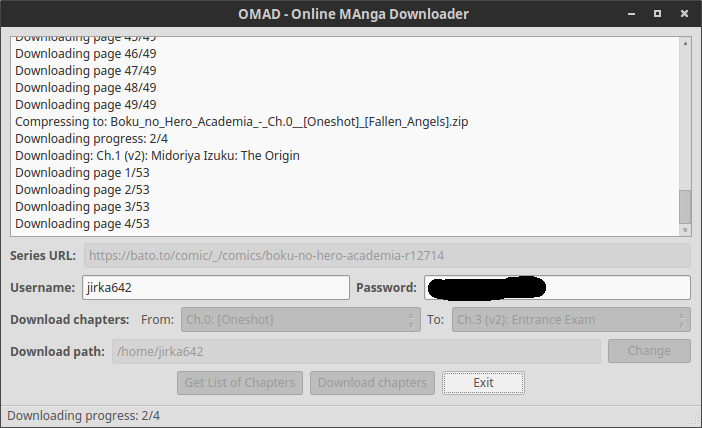 OMAD - Online MAnga Downloader
Downloading page 45/49
Downloading page 46/49
Downloading page 47/49
Downloading page 48/49
Downloading page 49/49
Compressing to: Boku_no_Hero_Academia_-_Ch.0__[Oneshot]_[Fallen_Angels].zip
Downloading progress: 2/4
Downloading: Ch.1 (v2): Midoriya Izuku: The Origin
Downloading page 1/53
Downloading page 2/53
Downloading page 3/53
Downloading page 4/53
Series URL: https://bato.to/comic/_/comics/boku-no-hero-academia-r12714
Username: jirka642 Password:
Download chapters: From: Ch.0: [Oneshot] To: Ch.3 (v2): Entrance Exam
Download path: /home/jirka642 Change
Get List of Chapters Download chapters Exit
Downloading progress: 2/4